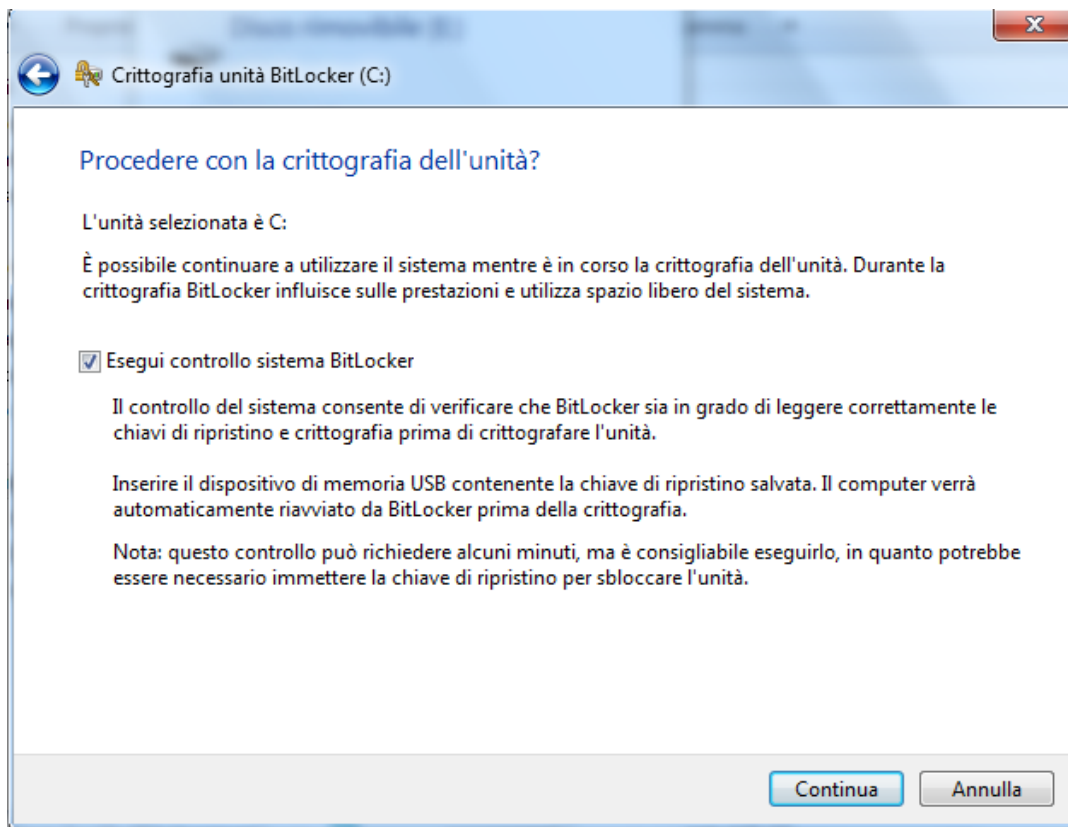 Disco rimovibile (E:)
Crittografia unità BitLocker (C:)
Procedere con la crittografia dell'unità?
L'unità selezionata è C:
È possibile continuare a utilizzare il sistema mentre è in corso la crittografia dell'unità. Durante la
crittografia BitLocker influisce sulle prestazioni e utilizza spazio libero del sistema.
Esegui controllo sistema BitLocker
Il controllo del sistema consente di verificare che BitLocker sia in grado di leggere correttamente le
chiavi di ripristino e crittografia prima di crittografare l'unità.
Inserire il dispositivo di memoria USB contenente la chiave di ripristino salvata. Il computer verrà
automaticamente riavviato da BitLocker prima della crittografia.
Nota: questo controllo può richiedere alcuni minuti, ma è consigliabile eseguirlo, in quanto potrebbe
essere necessario immettere la chiave di ripristino per sbloccare l'unità.
Continua Annulla